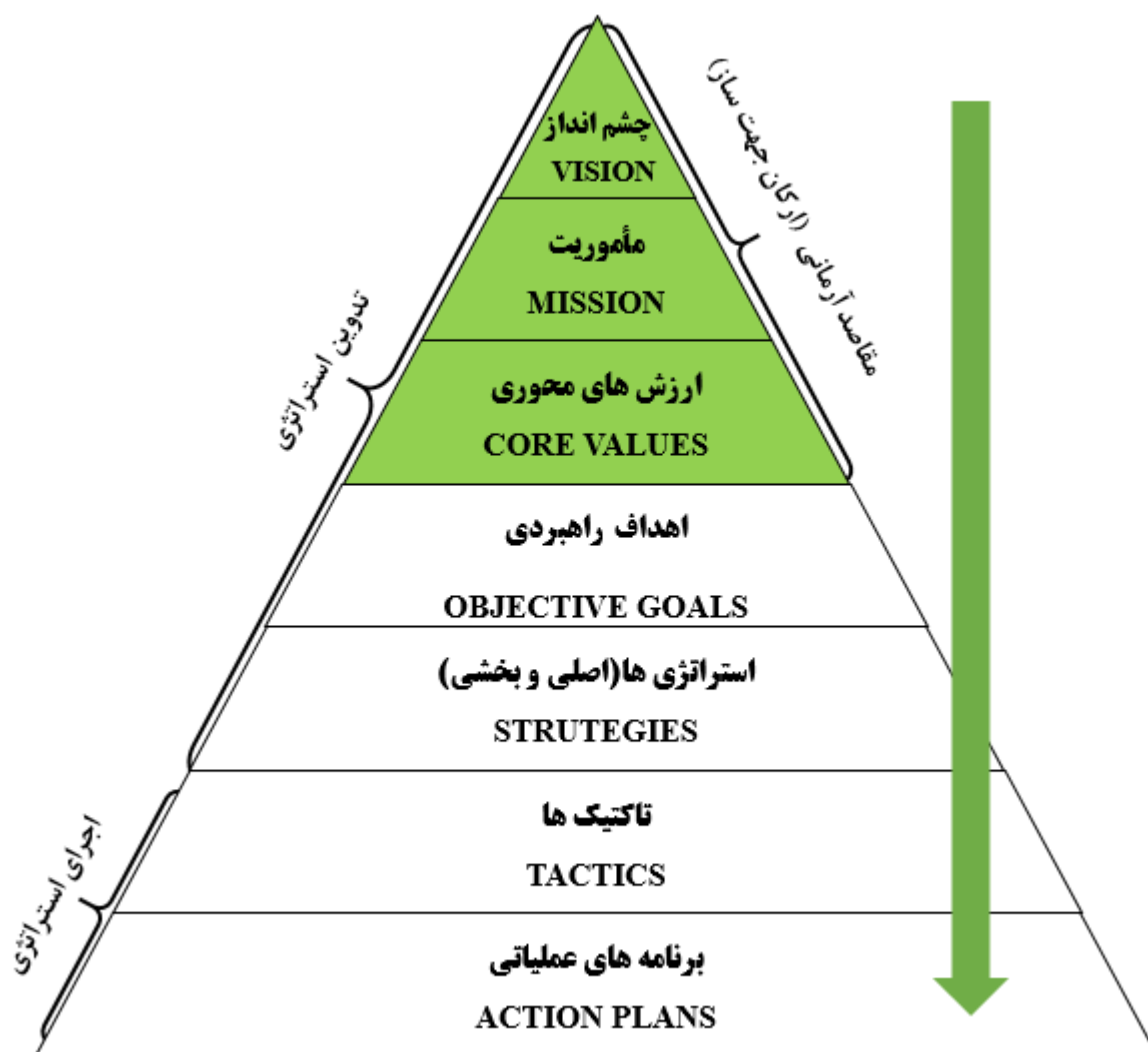 چشم انداز
VISION
مأموریت
MISSION
ارزش های محوری
CORE VALUES
اهداف راهبردی
OBJECTIVE GOALS
استراتژی ها(اصلی و بخشی)
STRUTEGIES
تاکتیک ها
TACTICS
برنامه های عملیاتی
ACTION PLANS
مقاصد آرمانی (ارکان جهت ساز)
تدوین استراتژی
اجرای استراتژی